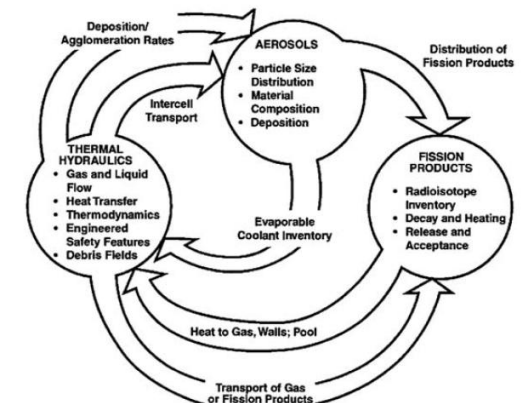 Deposition/
Agglomeration Rates
AEROSOLS
• Particle Size
Distribution
• Material
Composition
• Deposition
Distribution of
Fission Products
Intercell
Transport
THERMAL
HYDRAULICS
• Gas and Liquid
Flow
• Heat Transfer
• Thermodynamics
• Engineered
Safety Features
• Debris Fields
FISSION
PRODUCTS
• Radioisotope
Inventory
• Decay and Heating
• Release and
Acceptance
Evaporable
Coolant Inventory
Heat to Gas, Walls; Pool
Transport of Gas
or Fission Products